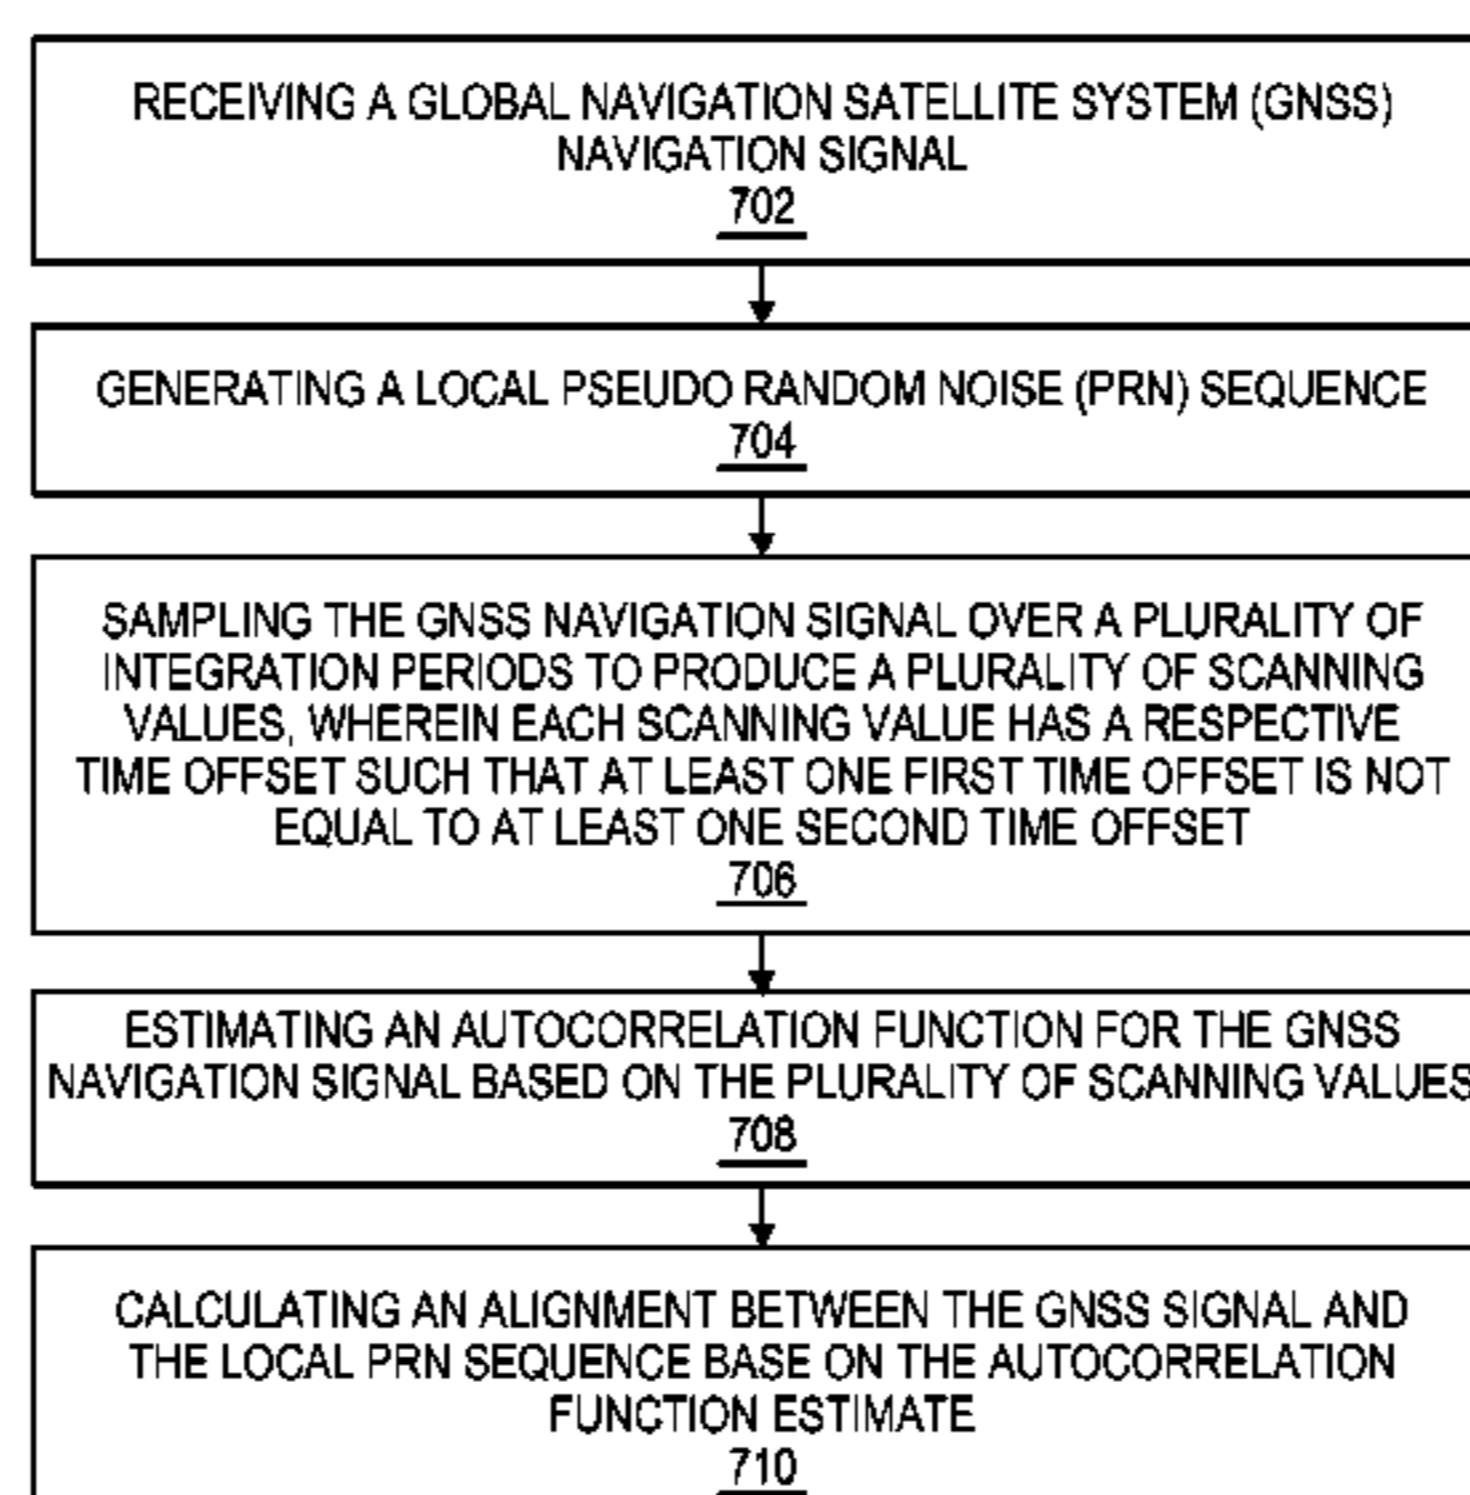 RECEIVING A GLOBAL NAVIGATION SATELLITE SYSTEM (GNSS)
NAVIGATION SIGNAL
702
GENERATING A LOCAL PSEUDO RANDOM NOISE (PRN) SEQUENCE
704
SAMPLING THE GNSS NAVIGATION SIGNAL OVER A PLURALITY OF
INTEGRATION PERIODS TO PRODUCE A PLURALITY OF SCANNING
VALUES, WHEREIN EACH SCANNING VALUE HAS A RESPECTIVE
TIME OFFSET SUCH THAT AT LEAST ONE FIRST TIME OFFSET IS NOT
EQUAL TO AT LEAST ONE SECOND TIME OFFSET
706
ESTIMATING AN AUTOCORRELATION FUNCTION FOR THE GNSS
NAVIGATION SIGNAL BASED ON THE PLURALITY OF SCANNING VALUES
708
CALCULATING AN ALIGNMENT BETWEEN THE GNSS SIGNAL AND
THE LOCAL PRN SEQUENCE BASE ON THE AUTOCORRELATION
FUNCTION ESTIMATE
710